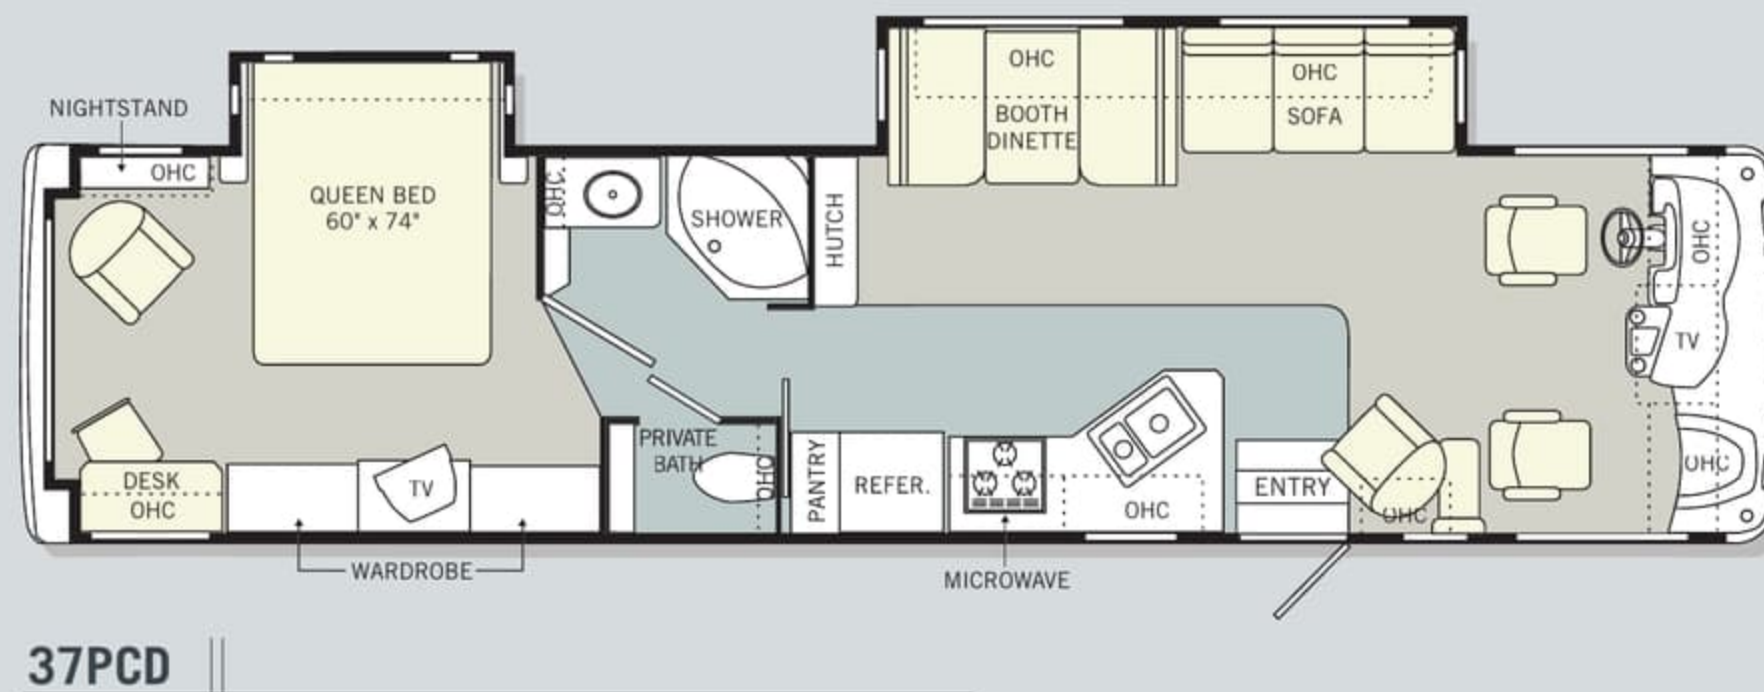 NIGHTSTAND
OHC
QUEEN BED
60" x 74"
OHC
SHOWER
HUTCH
OHC
BOOTH
DINETTE
OHC
SOFA
OHC
TV
OHC
DESK
OHC
TV
WARDROBE
PRIVATE
BATH
OHC
PANTRY
REFER.
MICROWAVE
OHC
ENTRY
OHC
37PCD